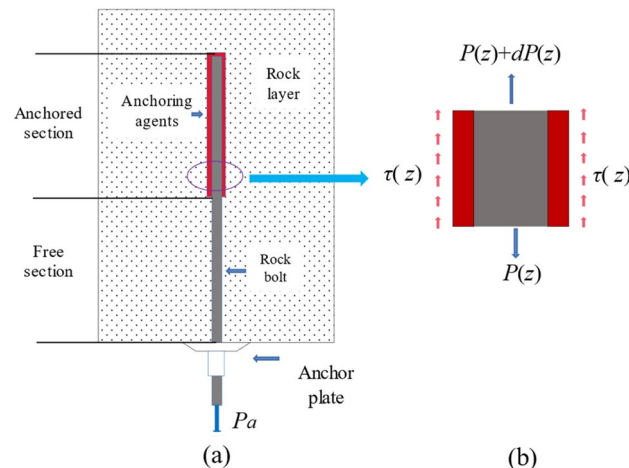 Anchored
section
Free
section
Anchoring
agents
Rock
layer
Rock
bolt
Anchor
plate
Pa
(a)
P(z)+dP(z)
τ( z)
τ( z)
P(z)
(b)